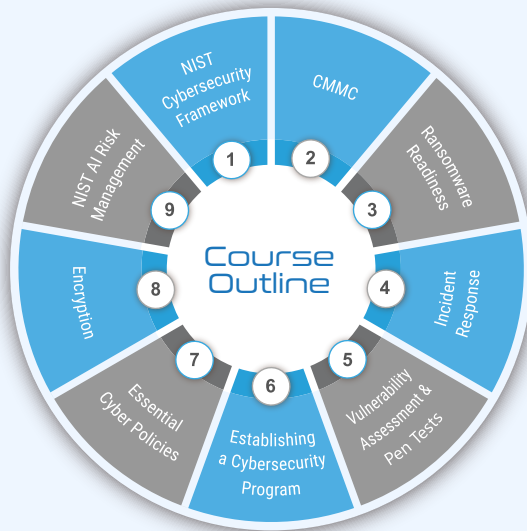 Course
Outline
1
NIST
Cybersecurity
Framework
2
CMMC
3
Ransomware
Readiness
4
Incident
Response
5
Vulnerability
Assessment &
Pen Tests
6
Establishing
a Cybersecurity
Program
7
Essential
Cyber Policies
8
Encryption
9
NIST AI Risk
Management